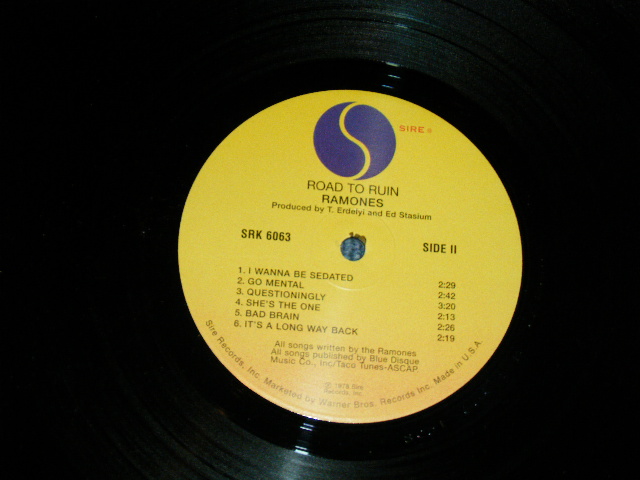 SIRE ®
ROAD TO RUIN
RAMONES
Produced by T. Erdelyi and Ed Stasium
SRK 6063
SIDE II
1. I WANNA BE SEDATED 2:29
2. GO MENTAL 2:42
3. QUESTIONINGLY 3:20
4. SHE'S THE ONE 2:13
5. BAD BRAIN 2:26
6. IT'S A LONG WAY BACK 2:19
All songs written by the Ramones
All songs published by Blue Disque
Music Co., Inc/Taco Tunes-ASCAP
℗ 1978 Sire
Records, Inc.
Sire Records, Inc. Marketed by Warner Bros. Records Inc. Made in U.S.A.